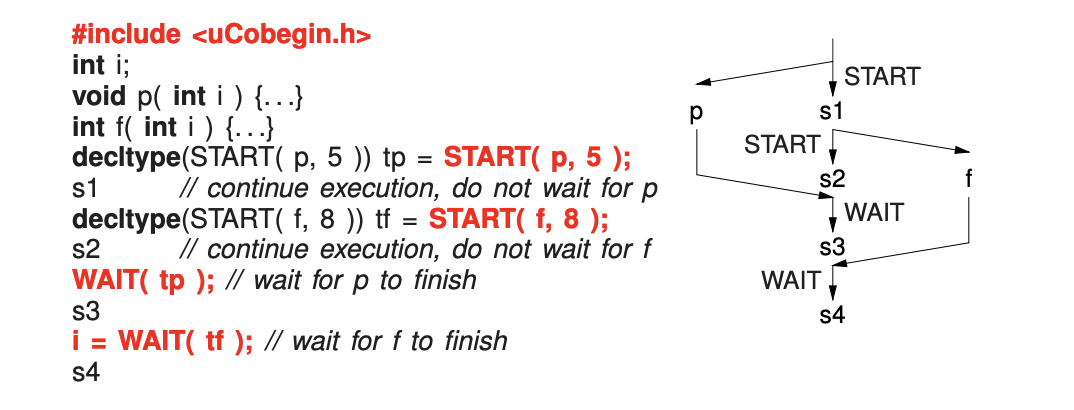 #include <uCobegin.h>
int i;
void p( int i ) {...}
int f( int i ) {...}
decltype(START( p, 5 )) tp = START( p, 5 );
s1 // continue execution, do not wait for p
decltype(START( f, 8 )) tf = START( f, 8 );
s2 // continue execution, do not wait for f
WAIT( tp ); // wait for p to finish
s3
i = WAIT( tf ); // wait for f to finish
s4
START
p s1
START
s2 f
WAIT
s3
WAIT
s4